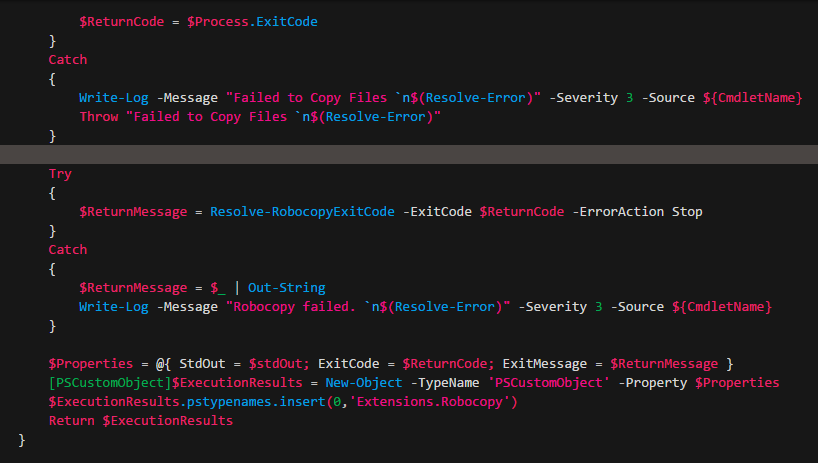 $ReturnCode = $Process.ExitCode
}
Catch
{
Write-Log -Message "Failed to Copy Files `n$(Resolve-Error)" -Severity 3 -Source ${CmdletName}
Throw "Failed to Copy Files `n$(Resolve-Error)"
}
Try
{
$ReturnMessage = Resolve-RobocopyExitCode -ExitCode $ReturnCode -ErrorAction Stop
}
Catch
{
$ReturnMessage = $_ | Out-String
Write-Log -Message "Robocopy failed. `n$(Resolve-Error)" -Severity 3 -Source ${CmdletName}
}
$Properties = @{ StdOut = $stdOut; ExitCode = $ReturnCode; ExitMessage = $ReturnMessage }
[PSCustomObject]$ExecutionResults = New-Object -TypeName 'PSCustomObject' -Property $Properties
$ExecutionResults.pstypenames.insert(0,'Extensions.Robocopy')
Return $ExecutionResults
}